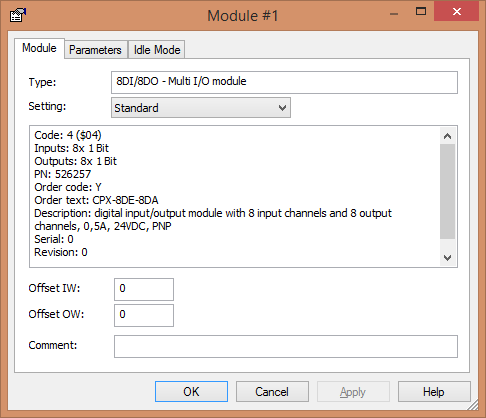 Module #1
Module Parameters Idle Mode
Type: 8DI/8DO - Multi I/O module
Setting: Standard
Code: 4 ($04)
Inputs: 8x 1 Bit
Outputs: 8x 1 Bit
PN: 526257
Order code: Y
Order text: CPX-8DE-8DA
Description: digital input/output module with 8 input channels and 8 output
channels, 0,5A, 24VDC, PNP
Serial: 0
Revision: 0
Offset IW: 0
Offset OW: 0
Comment:
OK Cancel Apply Help